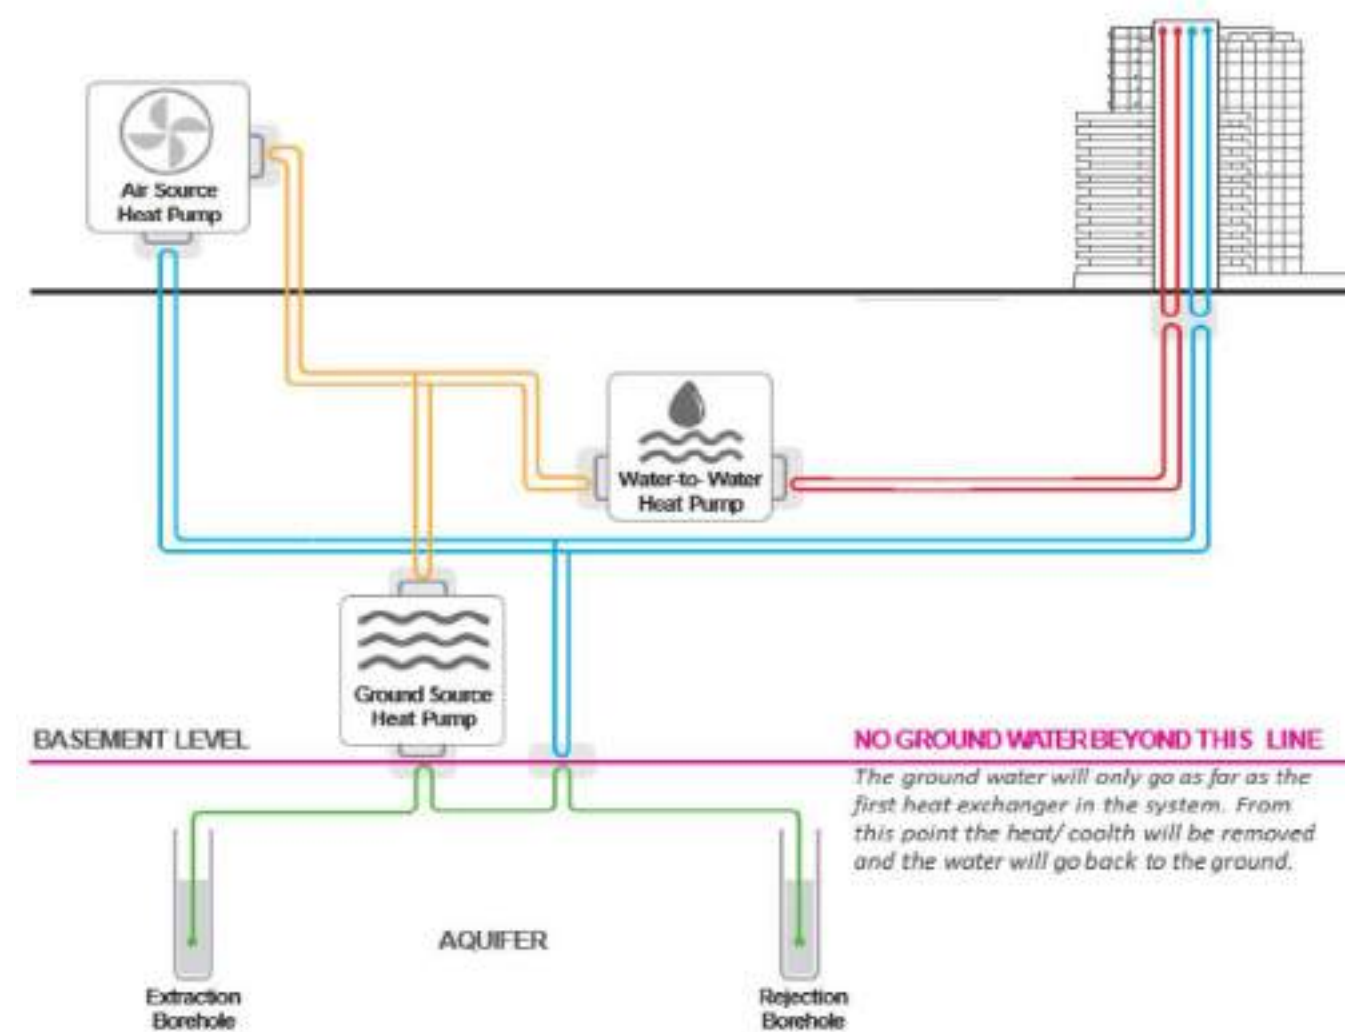 Air Source
Heat Pump
Water-to- Water
Heat Pump
Ground Source
Heat Pump
BASEMENT LEVEL
NO GROUND WATER BEYOND THIS LINE
The ground water will only go as far as the
first heat exchanger in the system. From
this point the heat/ coolth will be removed
and the water will go back to the ground.
AQUIFER
Extraction
Borehole
Rejection
Borehole